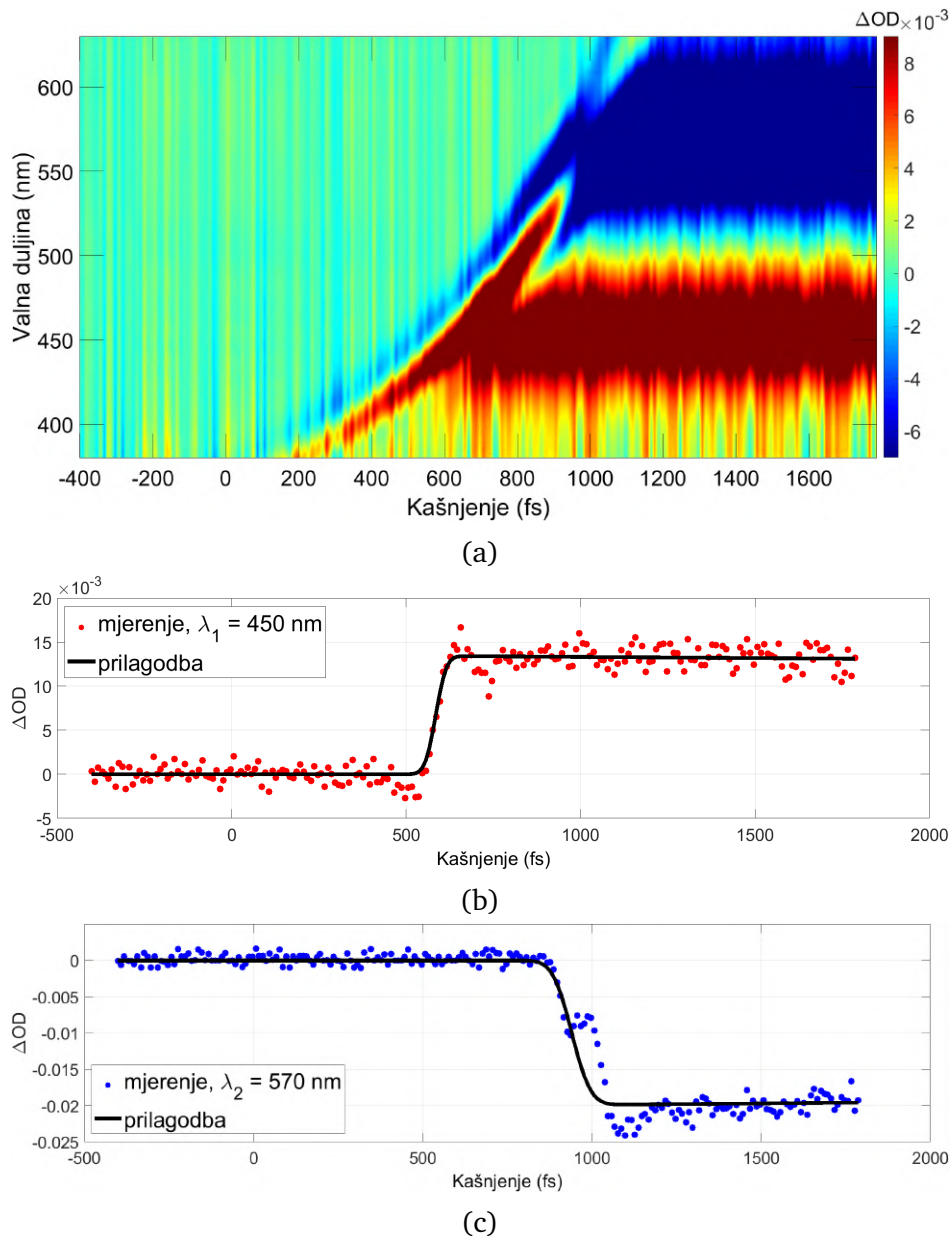 ΔOD×10⁻³
8
6
4
2
0
-2
-4
-6
Valna duljina (nm)
600
550
500
450
400
-400 -200 0 200 400 600 800 1000 1200 1400 1600
Kašnjenje (fs)
(a)
×10⁻³
20
15
10
5
0
-5
ΔOD
mjerenje, λ₁ = 450 nm
prilagodba
-500 0 500 1000 1500 2000
Kašnjenje (fs)
(b)
0
-0.005
-0.01
-0.015
-0.02
-0.025
ΔOD
mjerenje, λ₂ = 570 nm
prilagodba
-500 0 500 1000 1500 2000
Kašnjenje (fs)
(c)